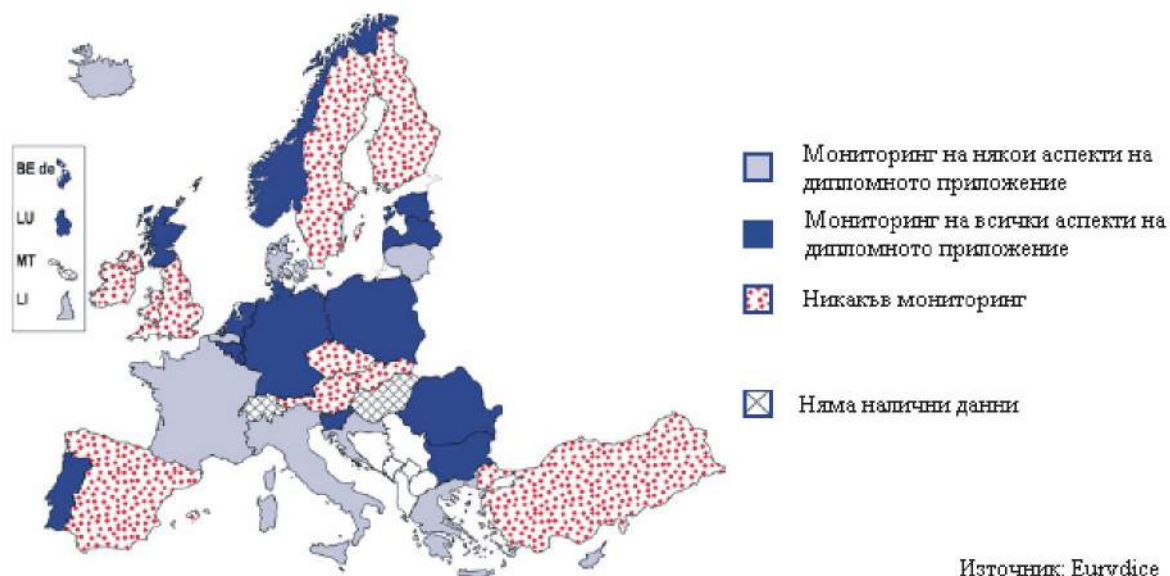 BE de
LU
MT
LI
Мониторинг на някои аспекти на
дипломното приложение
Мониторинг на всички аспекти на
дипломното приложение
Никакъв мониторинг
Няма налични данни
Източник: Eurydice